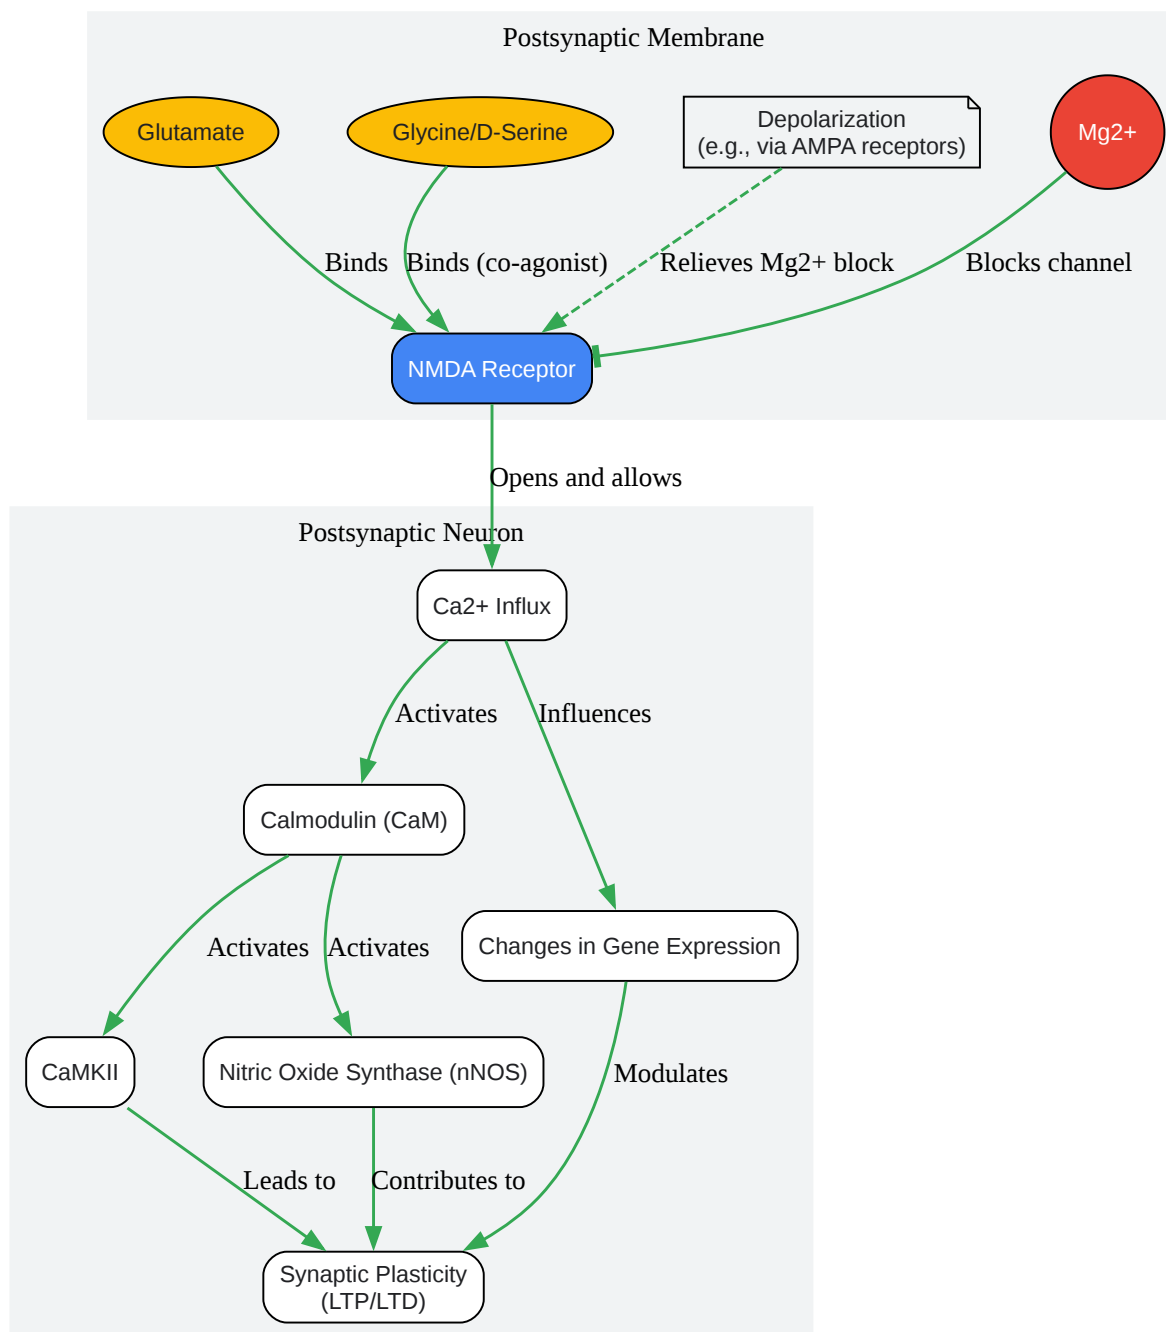 Postsynaptic Membrane
Glutamate
Glycine/D-Serine
Depolarization
(e.g., via AMPA receptors)
Mg2+
Binds
Binds (co-agonist)
Relieves Mg2+ block
Blocks channel
NMDA Receptor
Opens and allows
Postsynaptic Neuron
Ca2+ Influx
Activates
Influences
Calmodulin (CaM)
Activates
Activates
Changes in Gene Expression
CaMKII
Nitric Oxide Synthase (nNOS)
Modulates
Leads to
Contributes to
Synaptic Plasticity
(LTP/LTD)